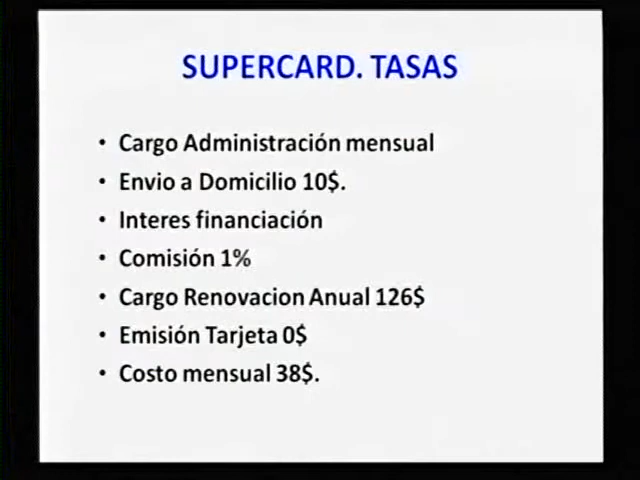 SUPERCARD. TASAS
• Cargo Administración mensual
• Envio a Domicilio 10$.
• Interes financiación
• Comisión 1%
• Cargo Renovacion Anual 126$
• Emisión Tarjeta 0$
• Costo mensual 38$.